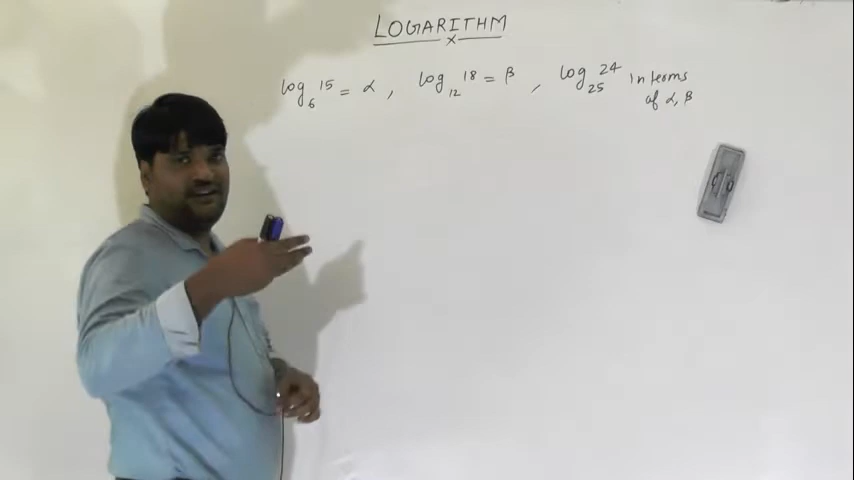 LOGARITHM
x
log₆ 15 = α , log₁₂ 18 = β , log₂₅ 24 in terms
of α, β